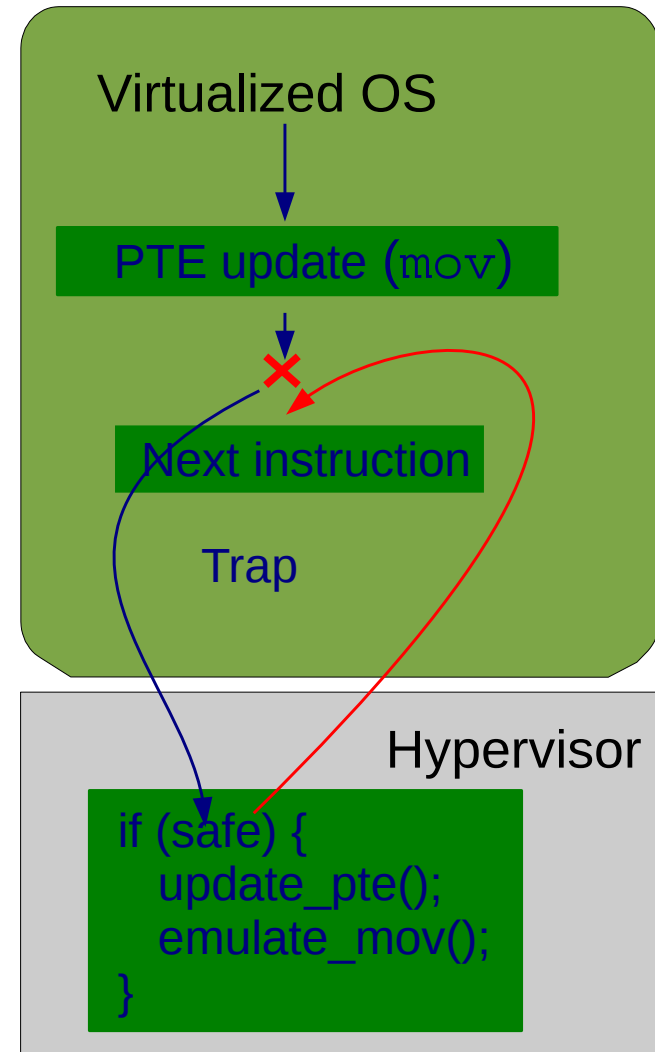 Virtualized OS
PTE update (mov)
Next instruction
Trap
Hypervisor
if (safe) {
update_pte();
emulate_mov();
}